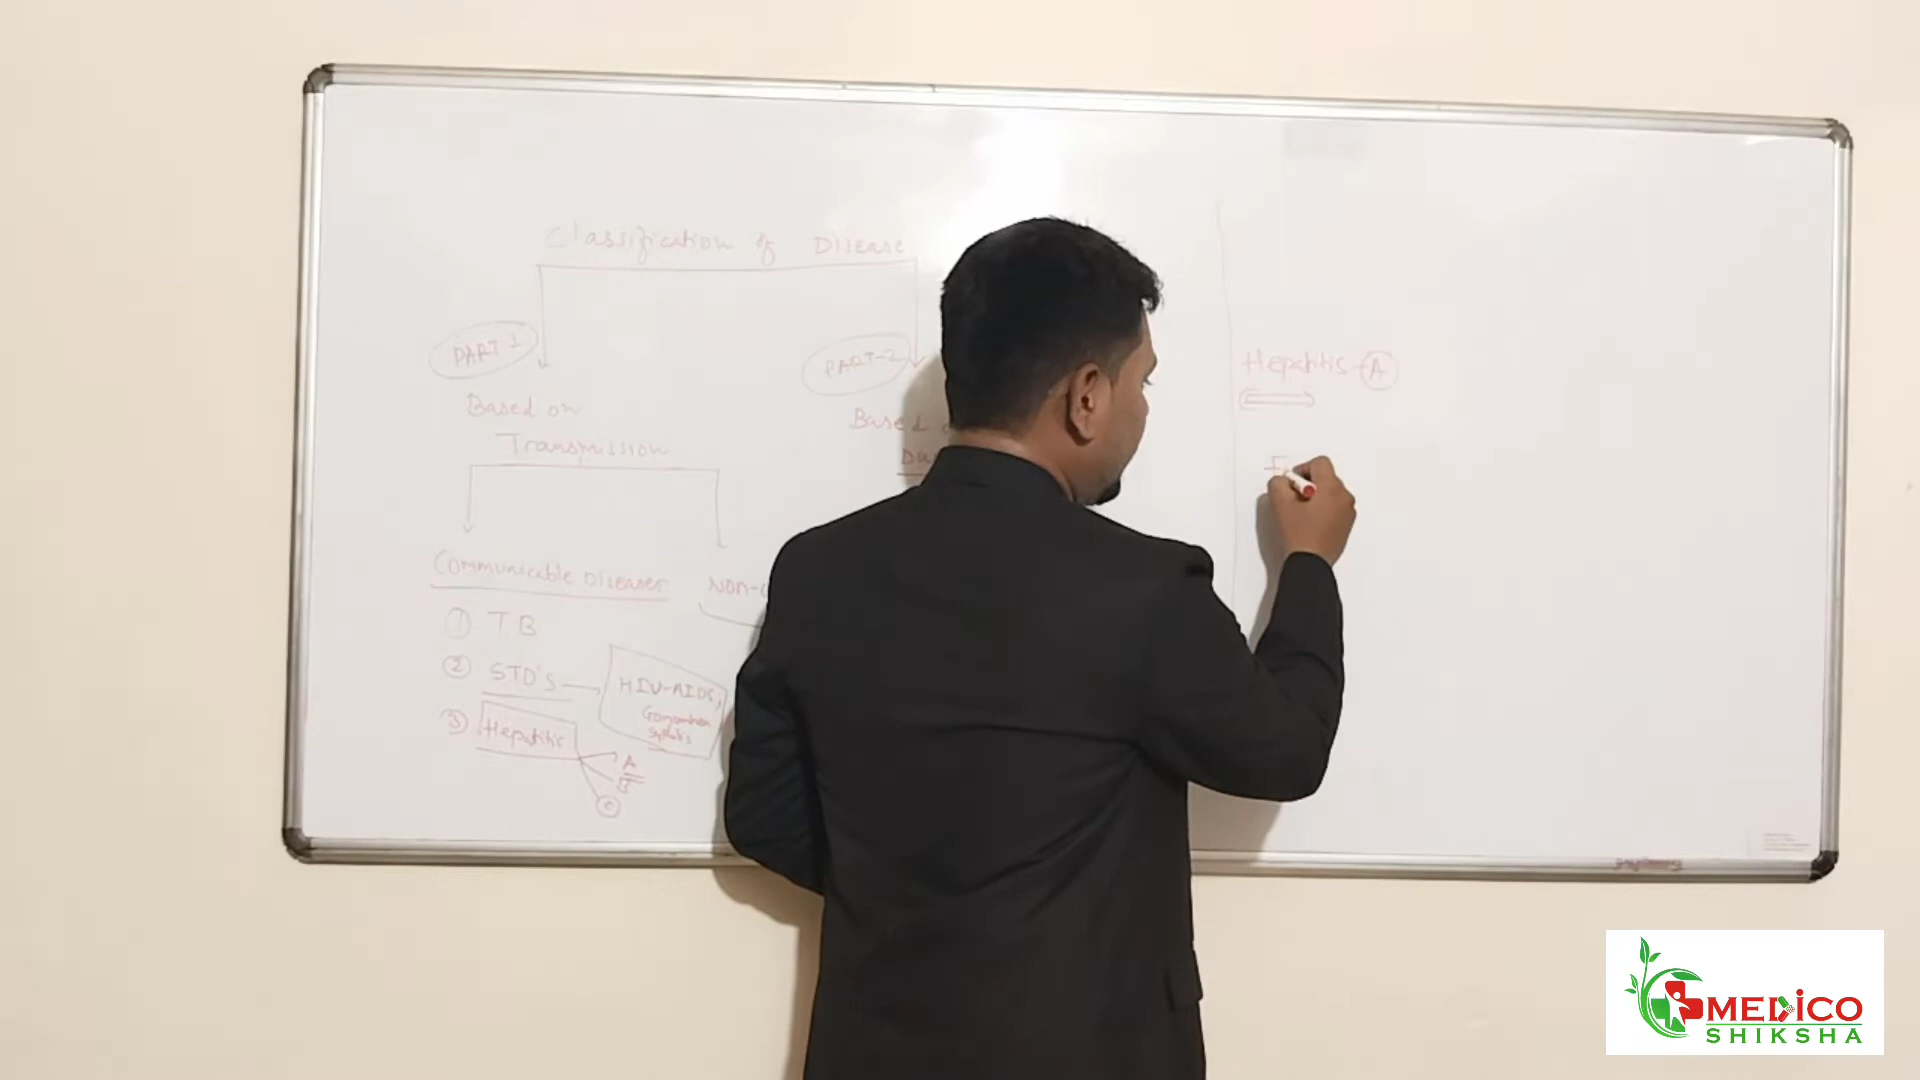 Classification of Disease
PART-1
PART-2
Based on
Transmission
Based
Communicable Diseases
Non-
① TB
② STD'S
HIV-AIDS,
③ Hepatitis
A
B
C
Hepatitis - A
MEDiCO
SHIKSHA